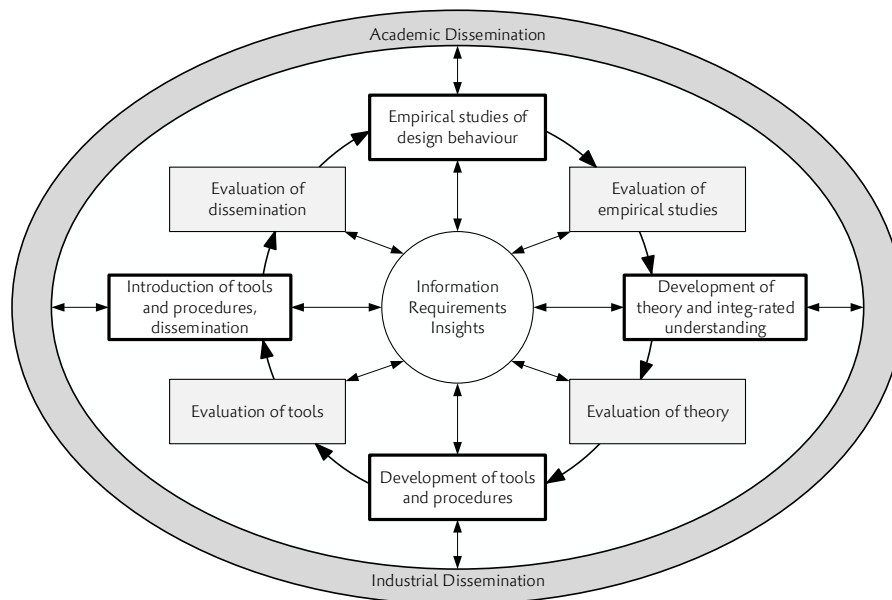 Academic Dissemination
Empirical studies of
design behaviour
Evaluation of
dissemination
Evaluation of
empirical studies
Introduction of tools
and procedures,
dissemination
Information
Requirements
Insights
Development of
theory and integ-rated
understanding
Evaluation of tools
Evaluation of theory
Development of tools
and procedures
Industrial Dissemination